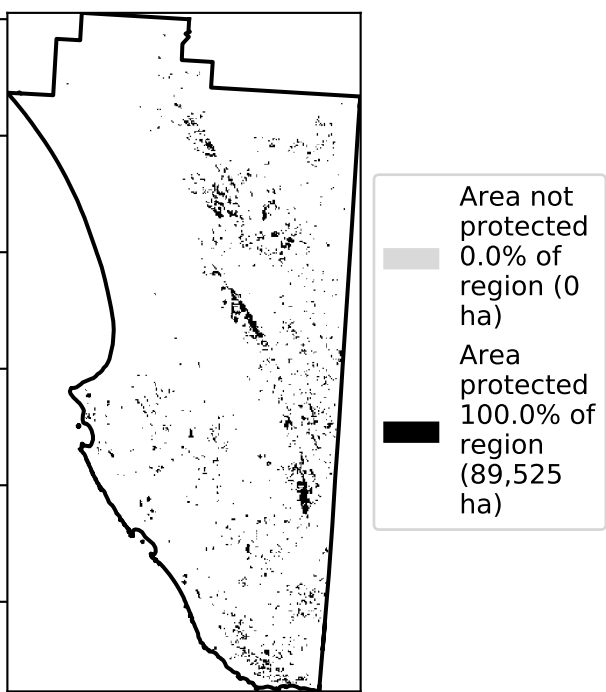 Area not
protected
0.0% of
region (0
ha)
Area
protected
100.0% of
region
(89,525
ha)